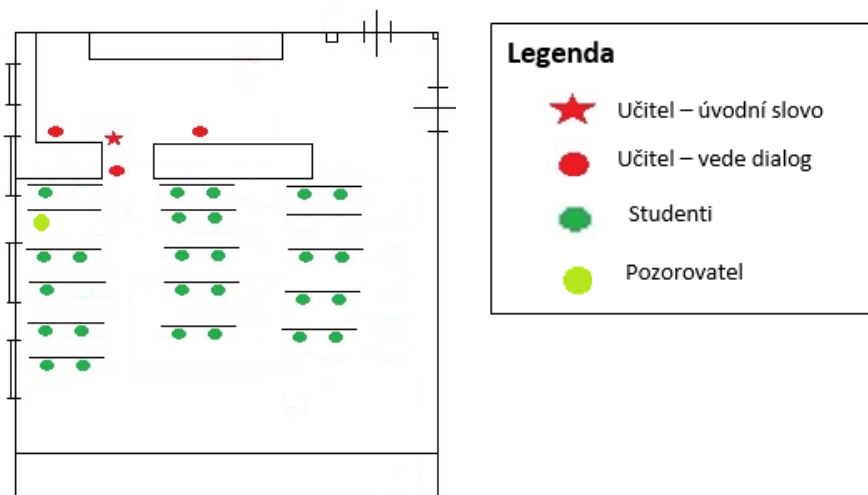 Legenda
Učitel – úvodní slovo
Učitel – vede dialog
Studenti
Pozorovatel